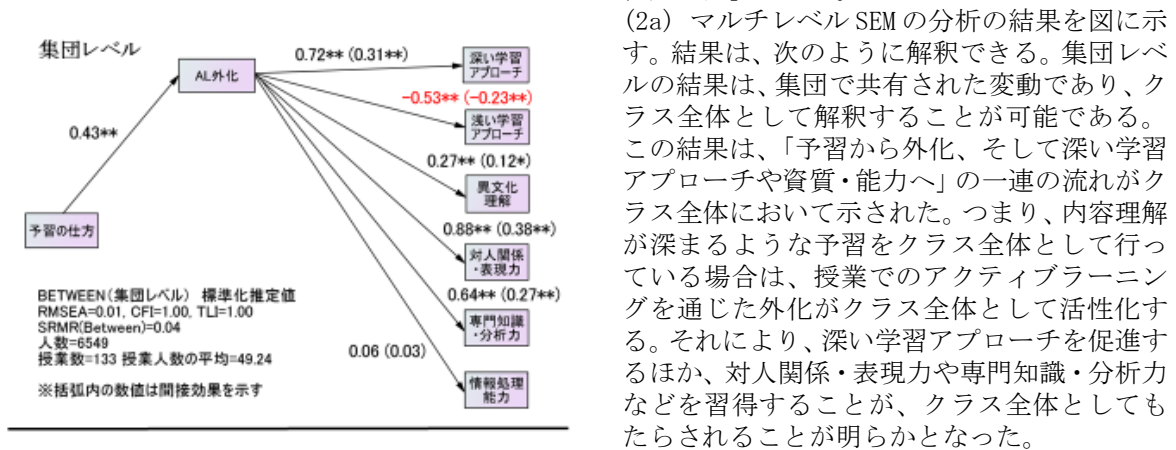 集団レベル
AL外化
予習の仕方
0.43**
0.72** (0.31**)
深い学習
アプローチ
-0.53** (-0.23**)
浅い学習
アプローチ
0.27** (0.12*)
異文化
理解
0.88** (0.38**)
対人関係
・表現力
0.64** (0.27**)
専門知識
・分析力
0.06 (0.03)
情報処理
能力
BETWEEN(集団レベル) 標準化推定値
RMSEA=0.01, CFI=1.00, TLI=1.00
SRMR(Between)=0.04
人数=6549
授業数=133 授業人数の平均=49.24
※括弧内の数値は間接効果を示す
(2a) マルチレベル SEM の分析の結果を図に示
す。結果は、次のように解釈できる。集団レベ
ルの結果は、集団で共有された変動であり、ク
ラス全体として解釈することが可能である。
この結果は、「予習から外化、そして深い学習
アプローチや資質・能力へ」の一連の流れがク
ラス全体において示された。つまり、内容理解
が深まるような予習をクラス全体として行っ
ている場合は、授業でのアクティブラーニン
グを通じた外化がクラス全体として活性化す
る。それにより、深い学習アプローチを促進す
るほか、対人関係・表現力や専門知識・分析力
などを習得することが、クラス全体としても
たらされることが明らかとなった。